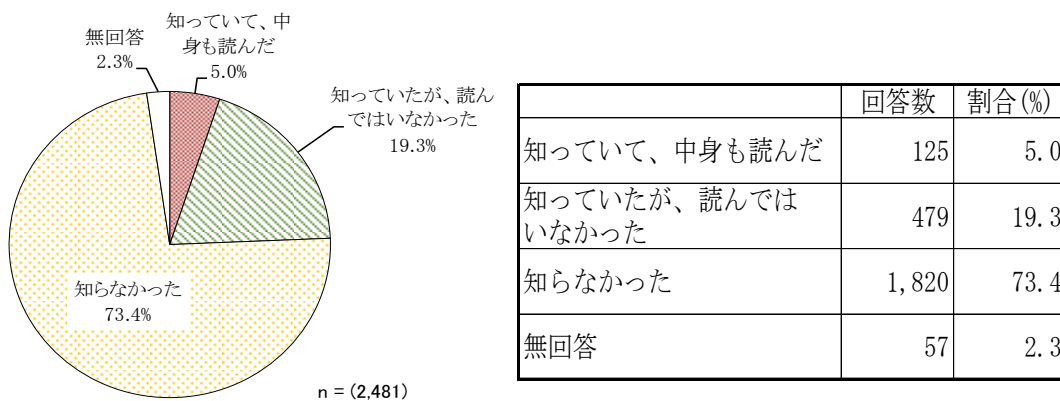 知っていて、中
身も読んだ
5.0%
無回答
2.3%
知っていたが、読ん
ではいなかった
19.3%
知らなかった
73.4%
n = (2,481)
回答数 割合(%)
知っていて、中身も読んだ 125 5.0
知っていたが、読んでは
いなかった 479 19.3
知らなかった 1,820 73.4
無回答 57 2.3